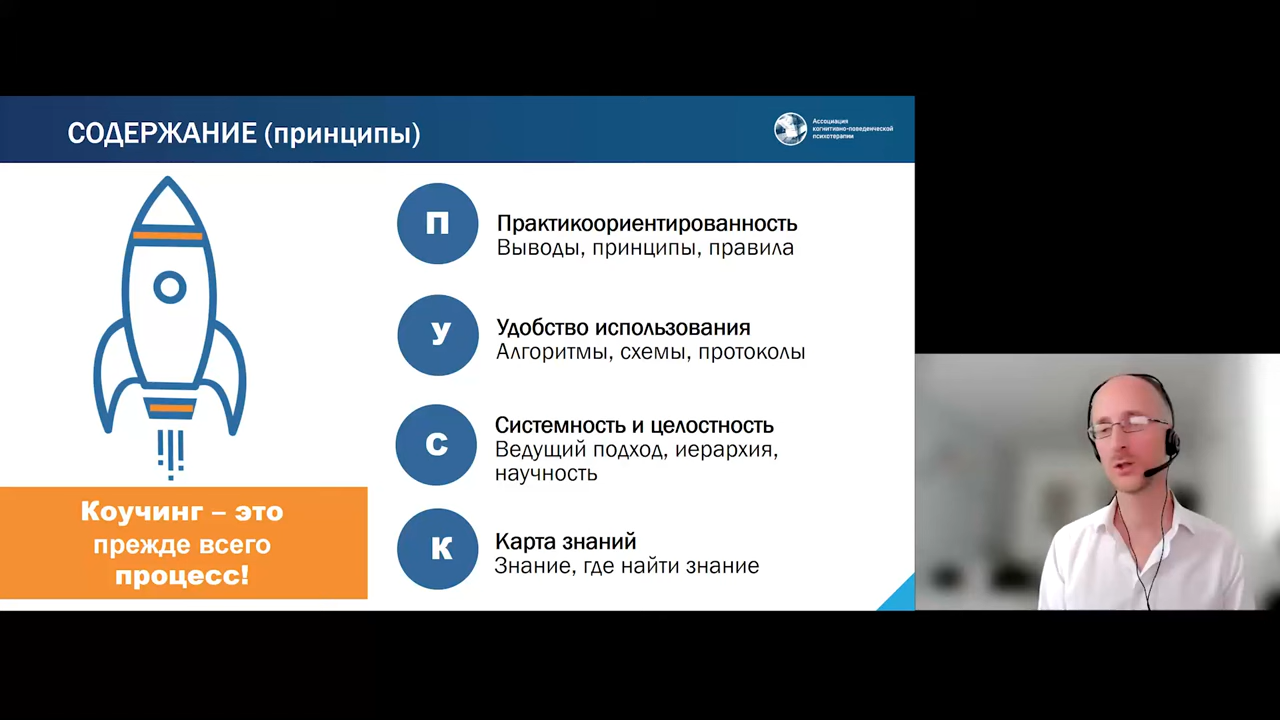 СОДЕРЖАНИЕ (принципы)
Ассоциация
когнитивно-поведенческой
психотерапии
П
Практикоориентированность
Выводы, принципы, правила
У
Удобство использования
Алгоритмы, схемы, протоколы
С
Системность и целостность
Ведущий подход, иерархия,
научность
К
Карта знаний
Знание, где найти знание
Коучинг – это
прежде всего
процесс!